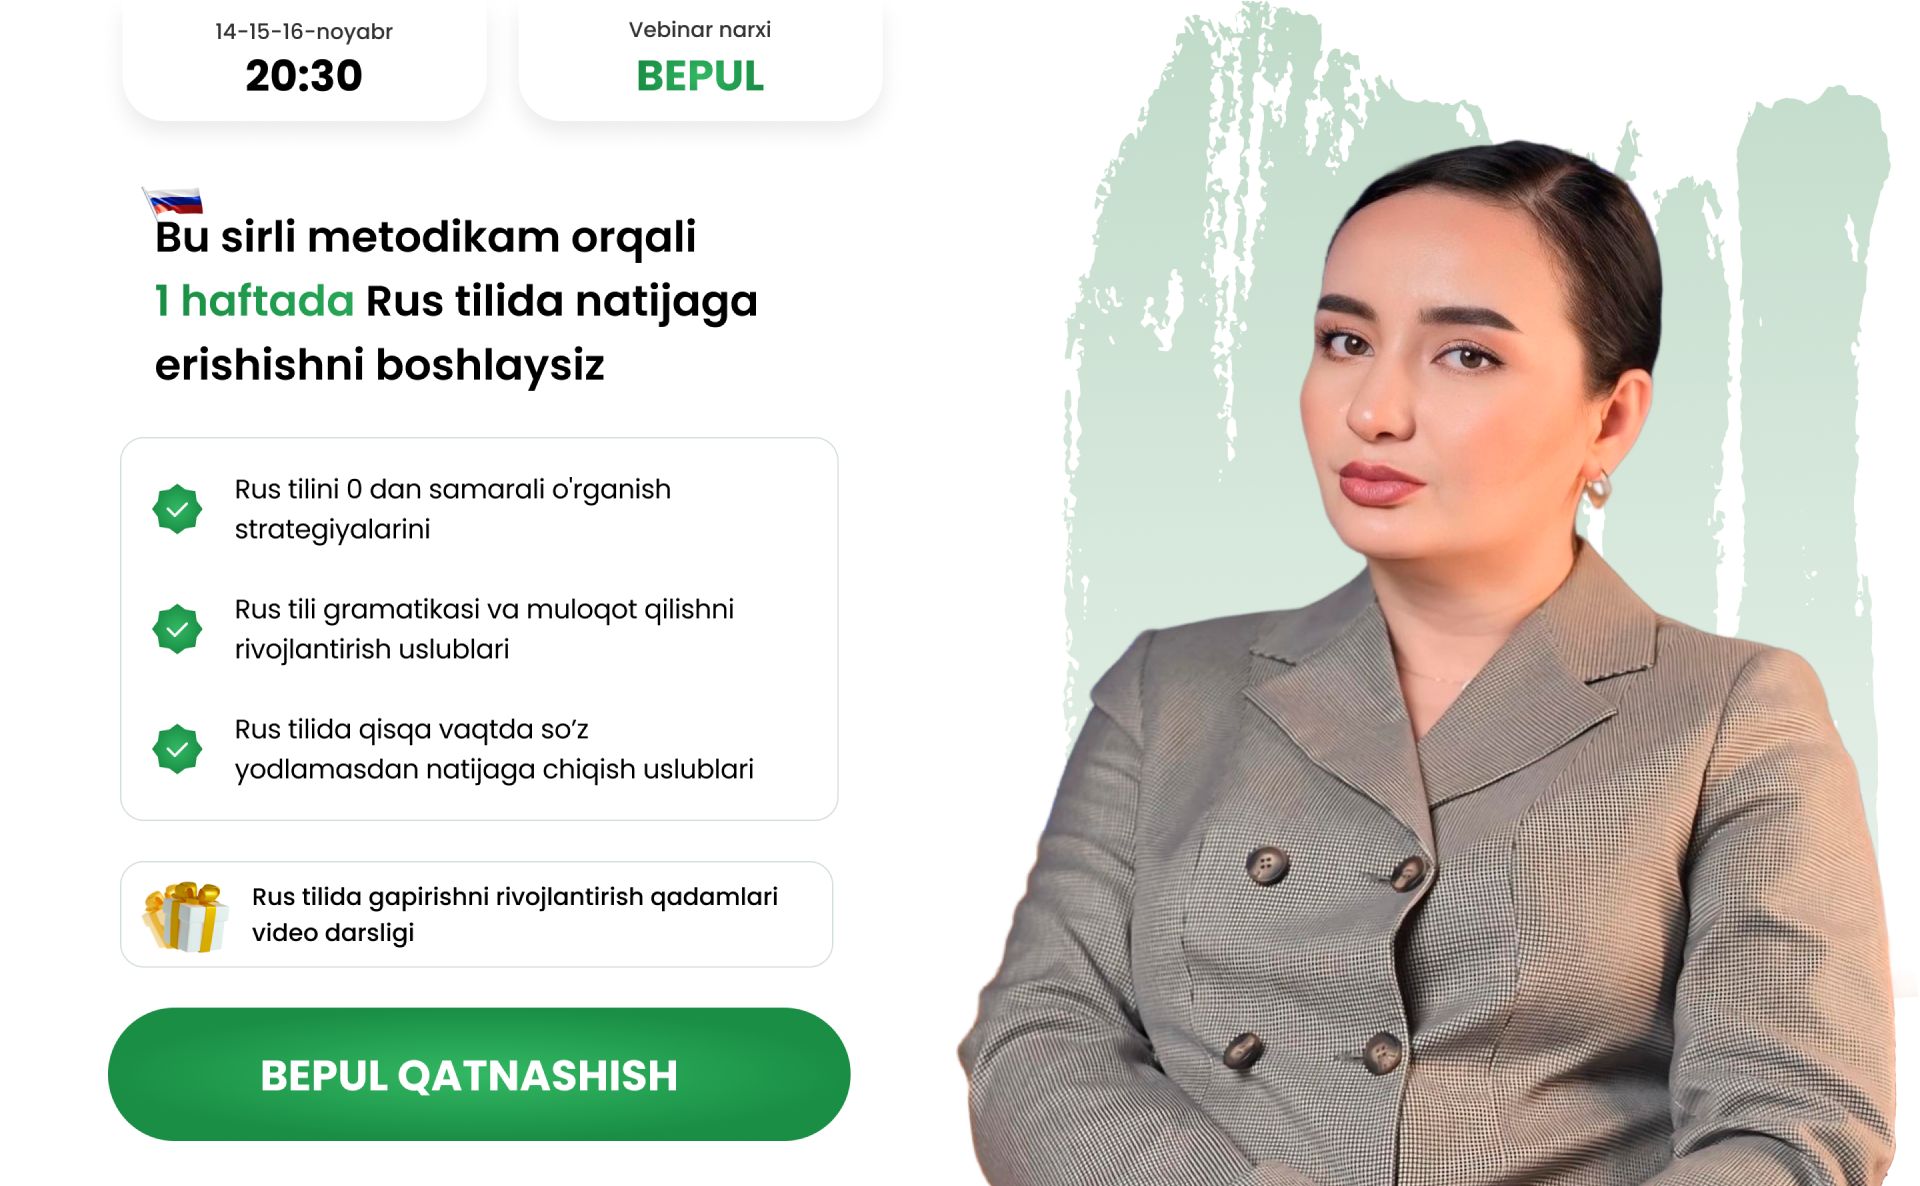 14-15-16-noyabr
20:30
Vebinar narxi
BEPUL
Bu sirli metodikam orqali
1 haftada Rus tilida natijaga
erishishni boshlaysiz
Rus tilini 0 dan samarali o'rganish
strategiyalarini
Rus tili gramatikasi va muloqot qilishni
rivojlantirish uslublari
Rus tilida qisqa vaqtda so’z
yodlamasdan natijaga chiqish uslublari
Rus tilida gapirishni rivojlantirish qadamlari
video darsligi
BEPUL QATNASHISH